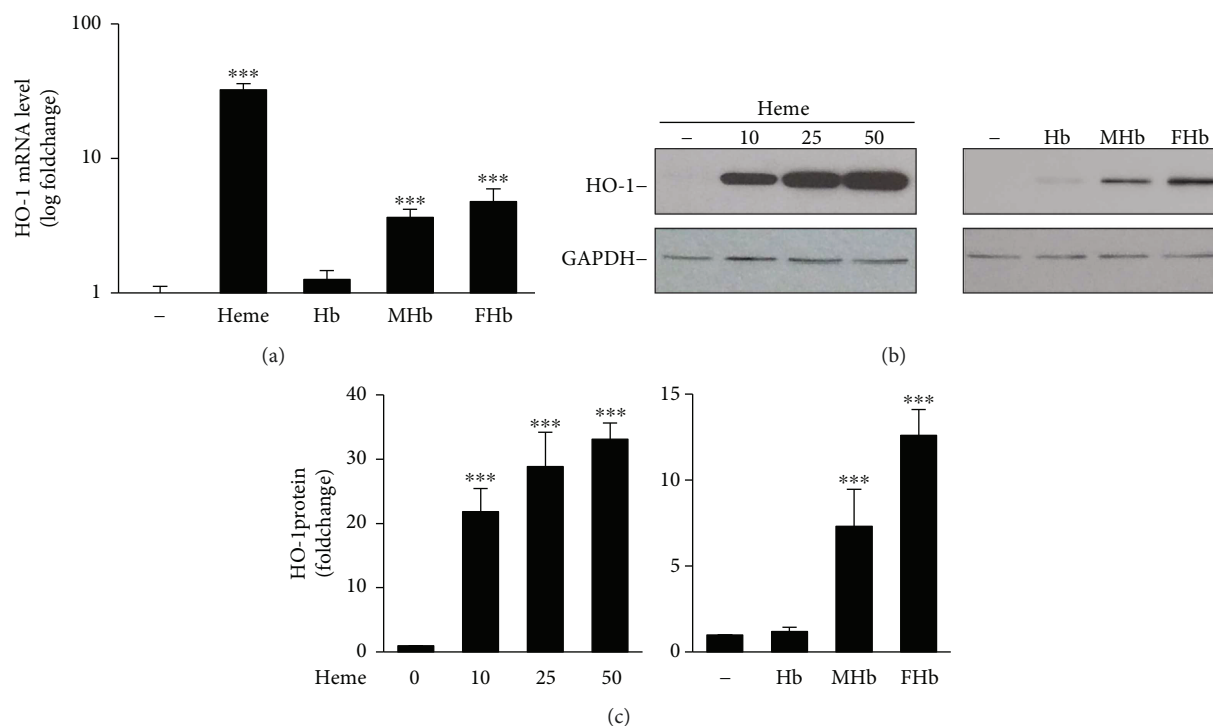 100
10
1
HO-1 mRNA level
(log foldchange)
*** *** ***
– Heme Hb MHb FHb
(a)
Heme
– 10 25 50
HO-1–
GAPDH–
– Hb MHb FHb
(b)
40
30
20
10
0
HO-1protein
(foldchange)
*** *** ***
Heme 0 10 25 50
15
10
5
0
*** ***
– Hb MHb FHb
(c)